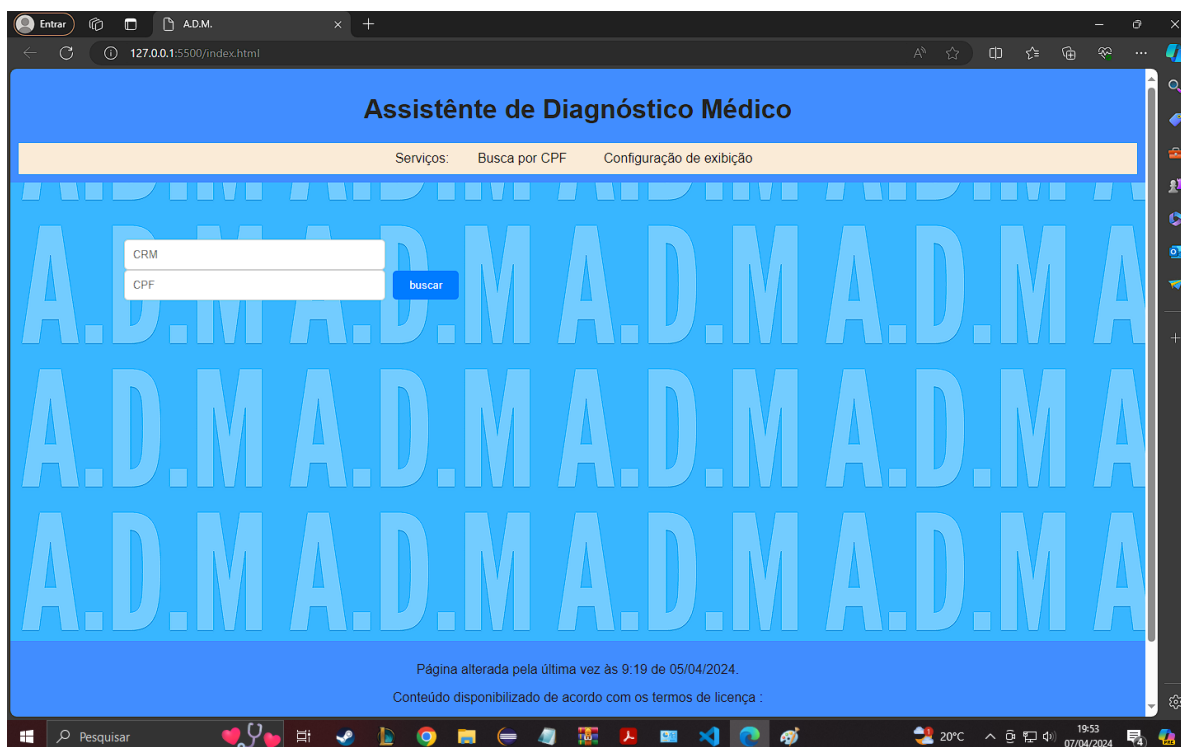 Entrar
A.D.M.
127.0.0.1:5500/index.html
Assistênte de Diagnóstico Médico
Serviços: Busca por CPF Configuração de exibição
A.D.M A.D.M A.D.M A.D.M A
CRM
CPF
buscar
A.D.M A.D.M A.D.M A.D.M A
A.D.M A.D.M A.D.M A.D.M A
A.D.M A.D.M A.D.M A.D.M A
Página alterada pela última vez às 9:19 de 05/04/2024.
Conteúdo disponibilizado de acordo com os termos de licença :
Pesquisar
20°C
19:53
07/04/2024
4